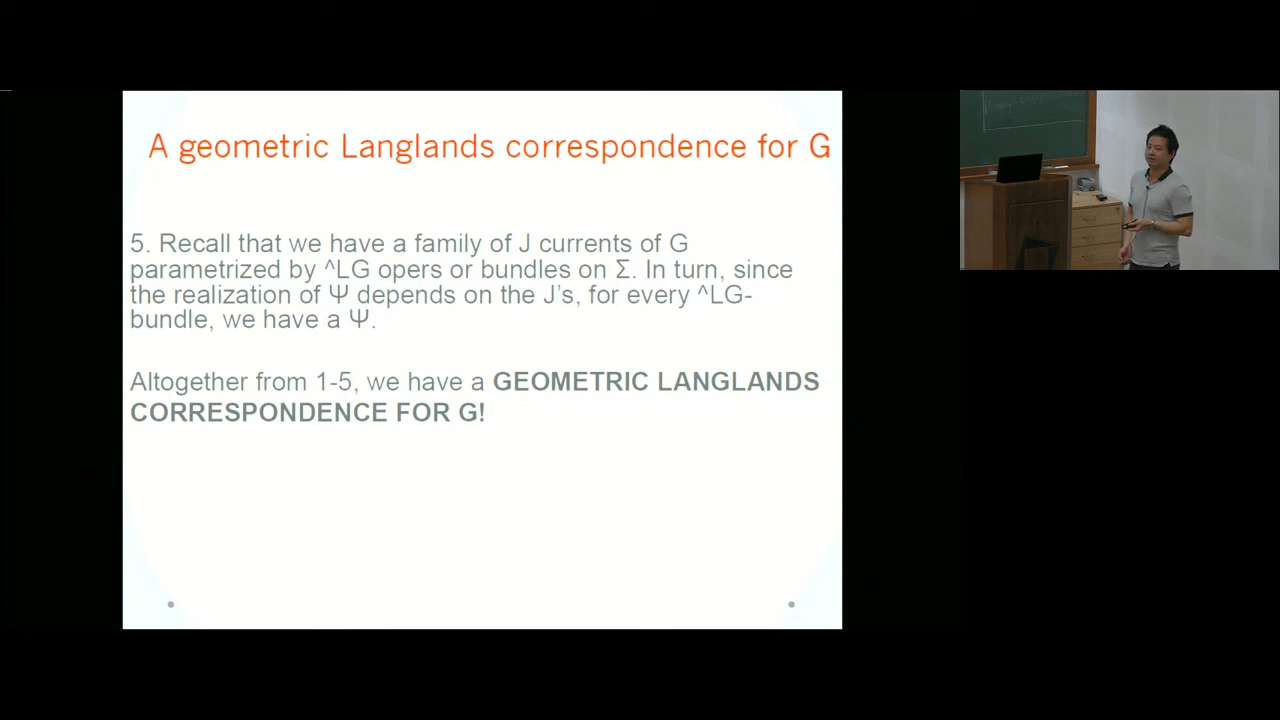 A geometric Langlands correspondence for G
5. Recall that we have a family of J currents of G
parametrized by ^LG opers or bundles on Σ. In turn, since
the realization of Ψ depends on the J’s, for every ^LG-
bundle, we have a Ψ.
Altogether from 1-5, we have a GEOMETRIC LANGLANDS
CORRESPONDENCE FOR G!